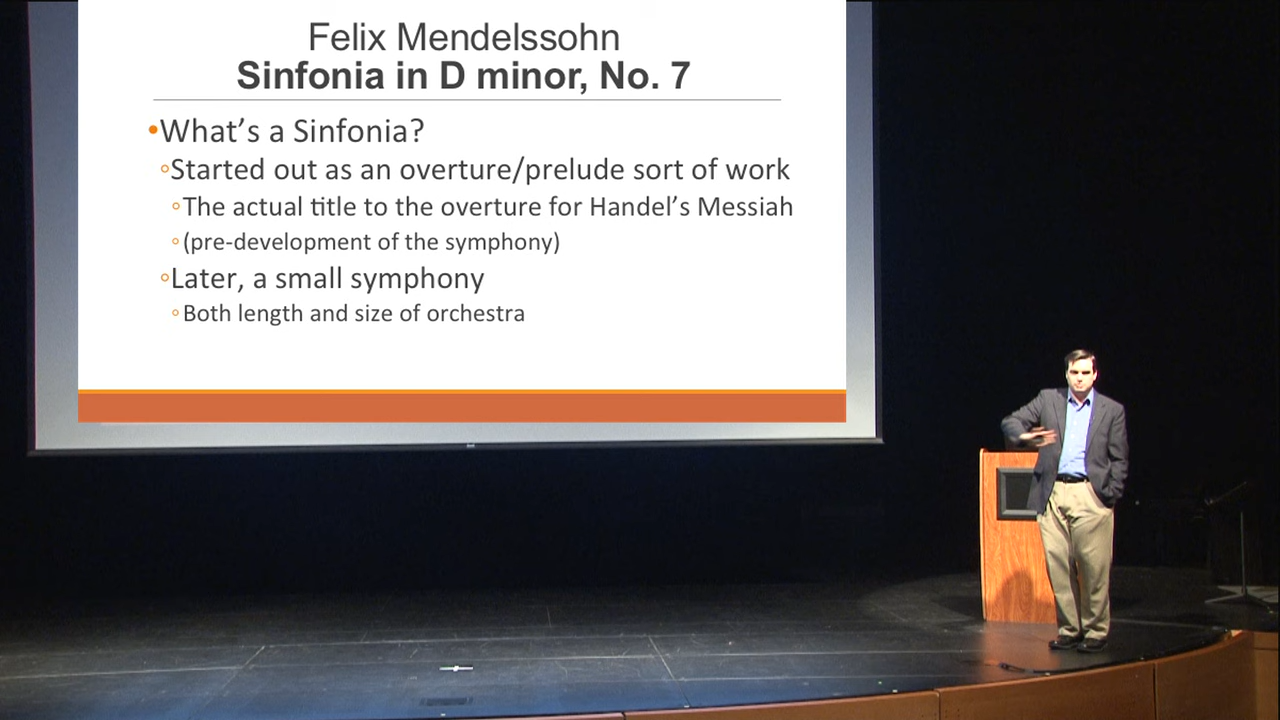 Felix Mendelssohn
Sinfonia in D minor, No. 7
•What's a Sinfonia?
◦Started out as an overture/prelude sort of work
◦The actual title to the overture for Handel's Messiah
◦(pre-development of the symphony)
◦Later, a small symphony
◦Both length and size of orchestra